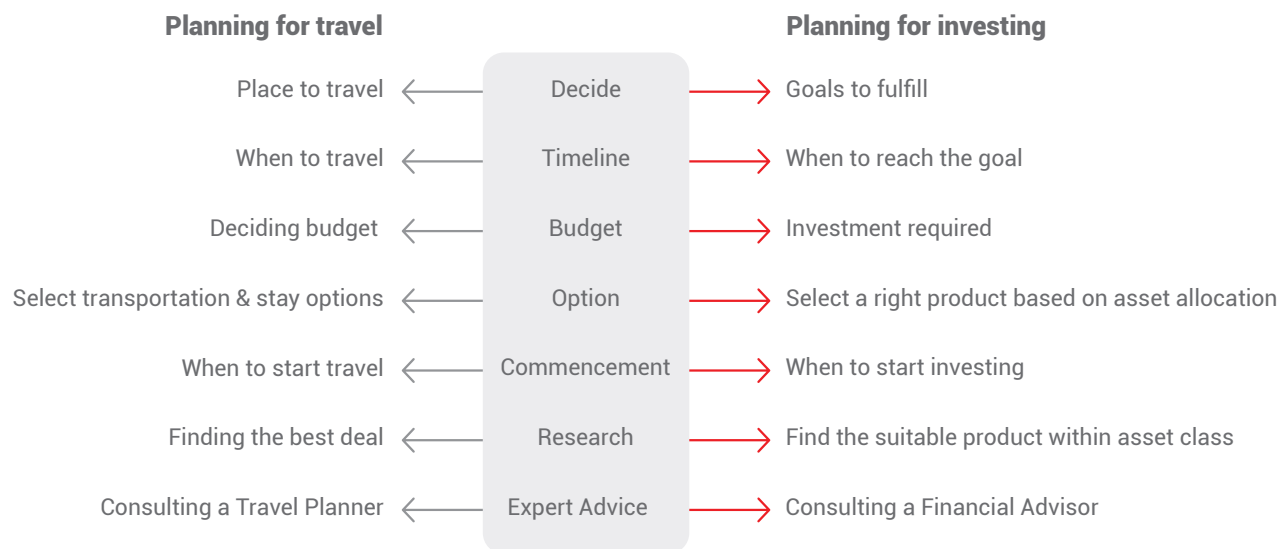 Planning for travel Planning for investing
Place to travel Decide Goals to fulfill
When to travel Timeline When to reach the goal
Deciding budget Budget Investment required
Select transportation & stay options Option Select a right product based on asset allocation
When to start travel Commencement When to start investing
Finding the best deal Research Find the suitable product within asset class
Consulting a Travel Planner Expert Advice Consulting a Financial Advisor